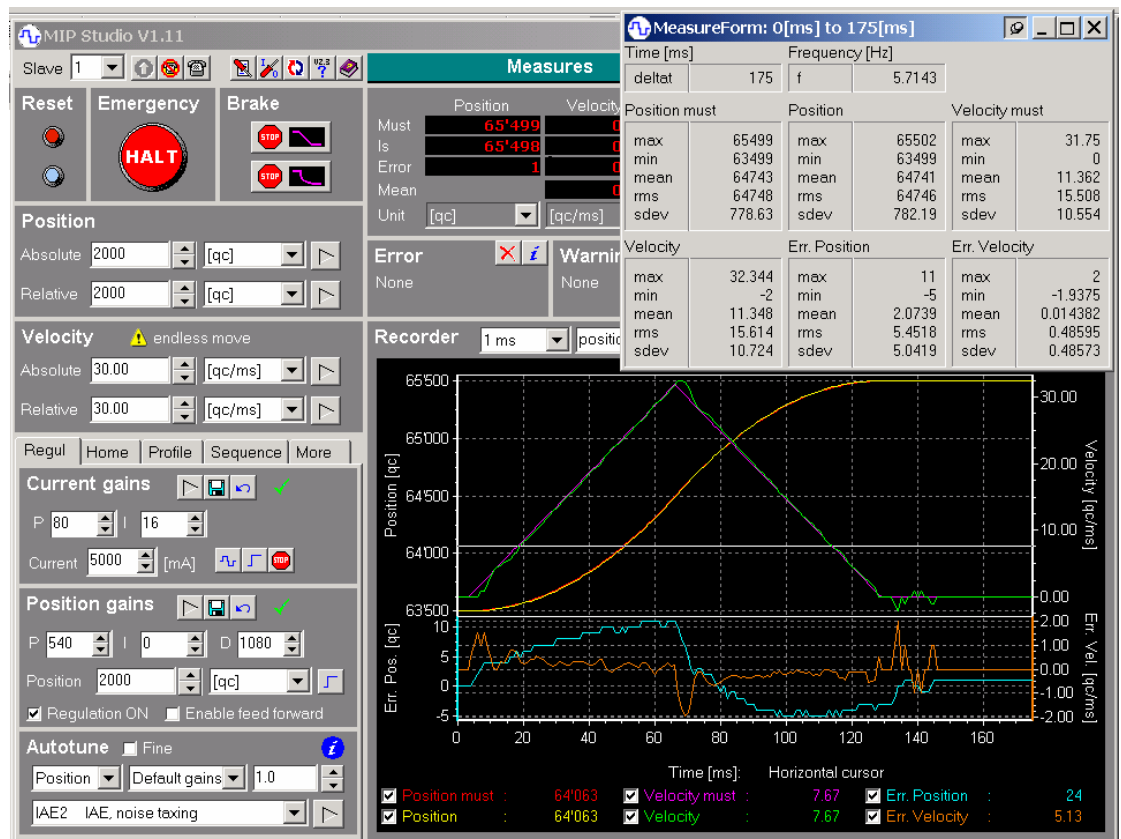 MIP Studio V1.11
Slave 1
Reset Emergency Brake
HALT
STOP
STOP
Position
Absolute 2000 [qc]
Relative 2000 [qc]
Velocity endless move
Absolute 30.00 [qc/ms]
Relative 30.00 [qc/ms]
Regul Home Profile Sequence More
Current gains
P 80 I 16
Current 5000 [mA] STOP
Position gains
P 540 I 0 D 1080
Position 2000 [qc]
Regulation ON Enable feed forward
Autotune Fine
Position Default gains 1.0
IAE2 IAE, noise taxing
Measures
Position Velocity
Must 65'499 0
Is 65'498 0
Error 1 0
Mean 0
Unit [qc] [qc/ms]
Error
None
Warnin
None
Recorder 1 ms positio
MeasureForm: 0[ms] to 175[ms]
Time [ms] Frequency [Hz]
deltat 175 f 5.7143
Position must Position Velocity must
max 65499 max 65502 max 31.75
min 63499 min 63499 min 0
mean 64743 mean 64741 mean 11.362
rms 64748 rms 64746 rms 15.508
sdev 778.63 sdev 782.19 sdev 10.554
Velocity Err. Position Err. Velocity
max 32.344 max 11 max 2
min -2 min -5 min -1.9375
mean 11.348 mean 2.0739 mean 0.014382
rms 15.614 rms 5.4518 rms 0.48595
sdev 10.724 sdev 5.0419 sdev 0.48573
Position [qc]
65'500
65'000
64'500
64'000
63'500
Velocity [qc/ms]
30.00
20.00
10.00
0.00
Err. Pos. [qc]
10
5
0
-5
Err. Vel. [qc/ms]
2.00
1.00
0.00
-1.00
-2.00
0 20 40 60 80 100 120 140 160
Time [ms]: Horizontal cursor
Position must : 64'063 Velocity must : 7.67 Err. Position : 24
Position : 64'063 Velocity : 7.67 Err. Velocity : 5.13